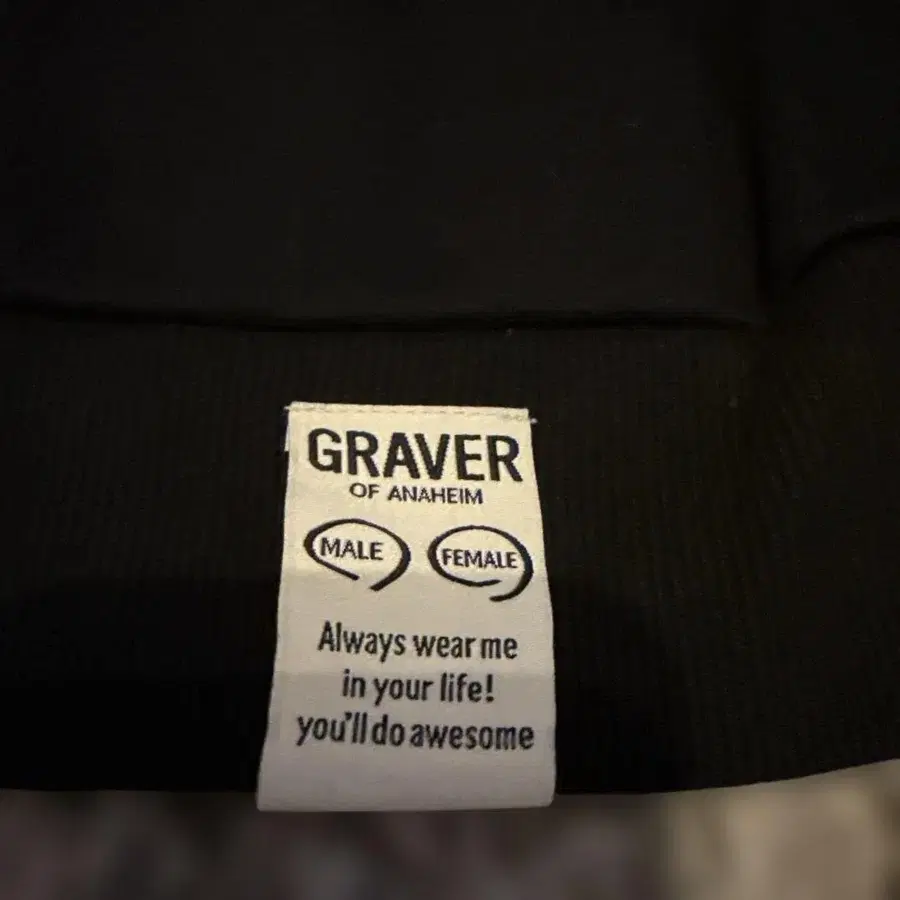 GRAVER
OF ANAHEIM
MALE FEMALE
Always wear me
in your life!
you'll do awesome